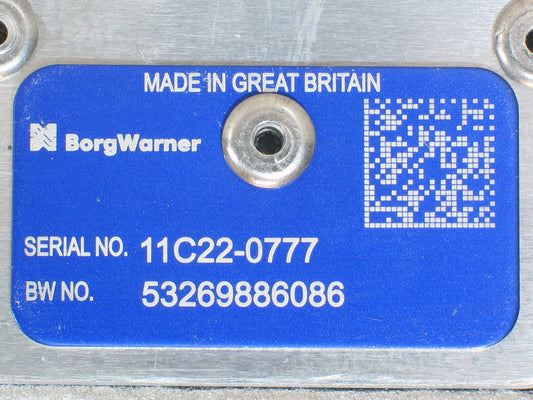 MADE IN GREAT BRITAIN
BorgWarner
SERIAL NO. 11C22-0777
BW NO. 53269886086